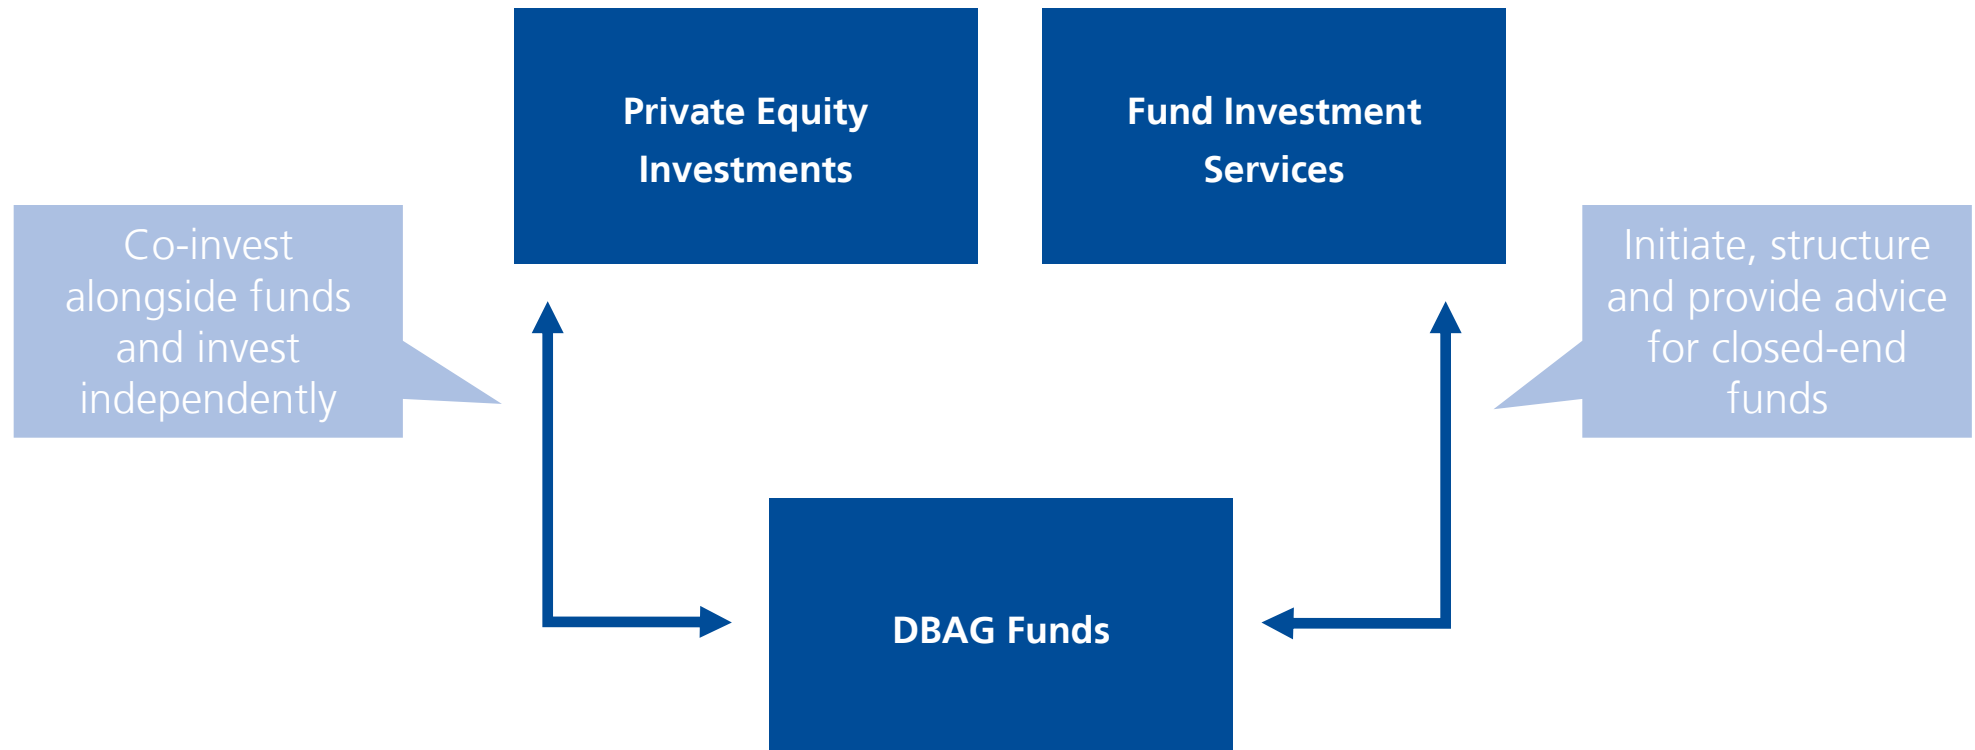 Private Equity
Investments
Fund Investment
Services
Co-invest
alongside funds
and invest
independently
Initiate, structure
and provide advice
for closed-end
funds
DBAG Funds